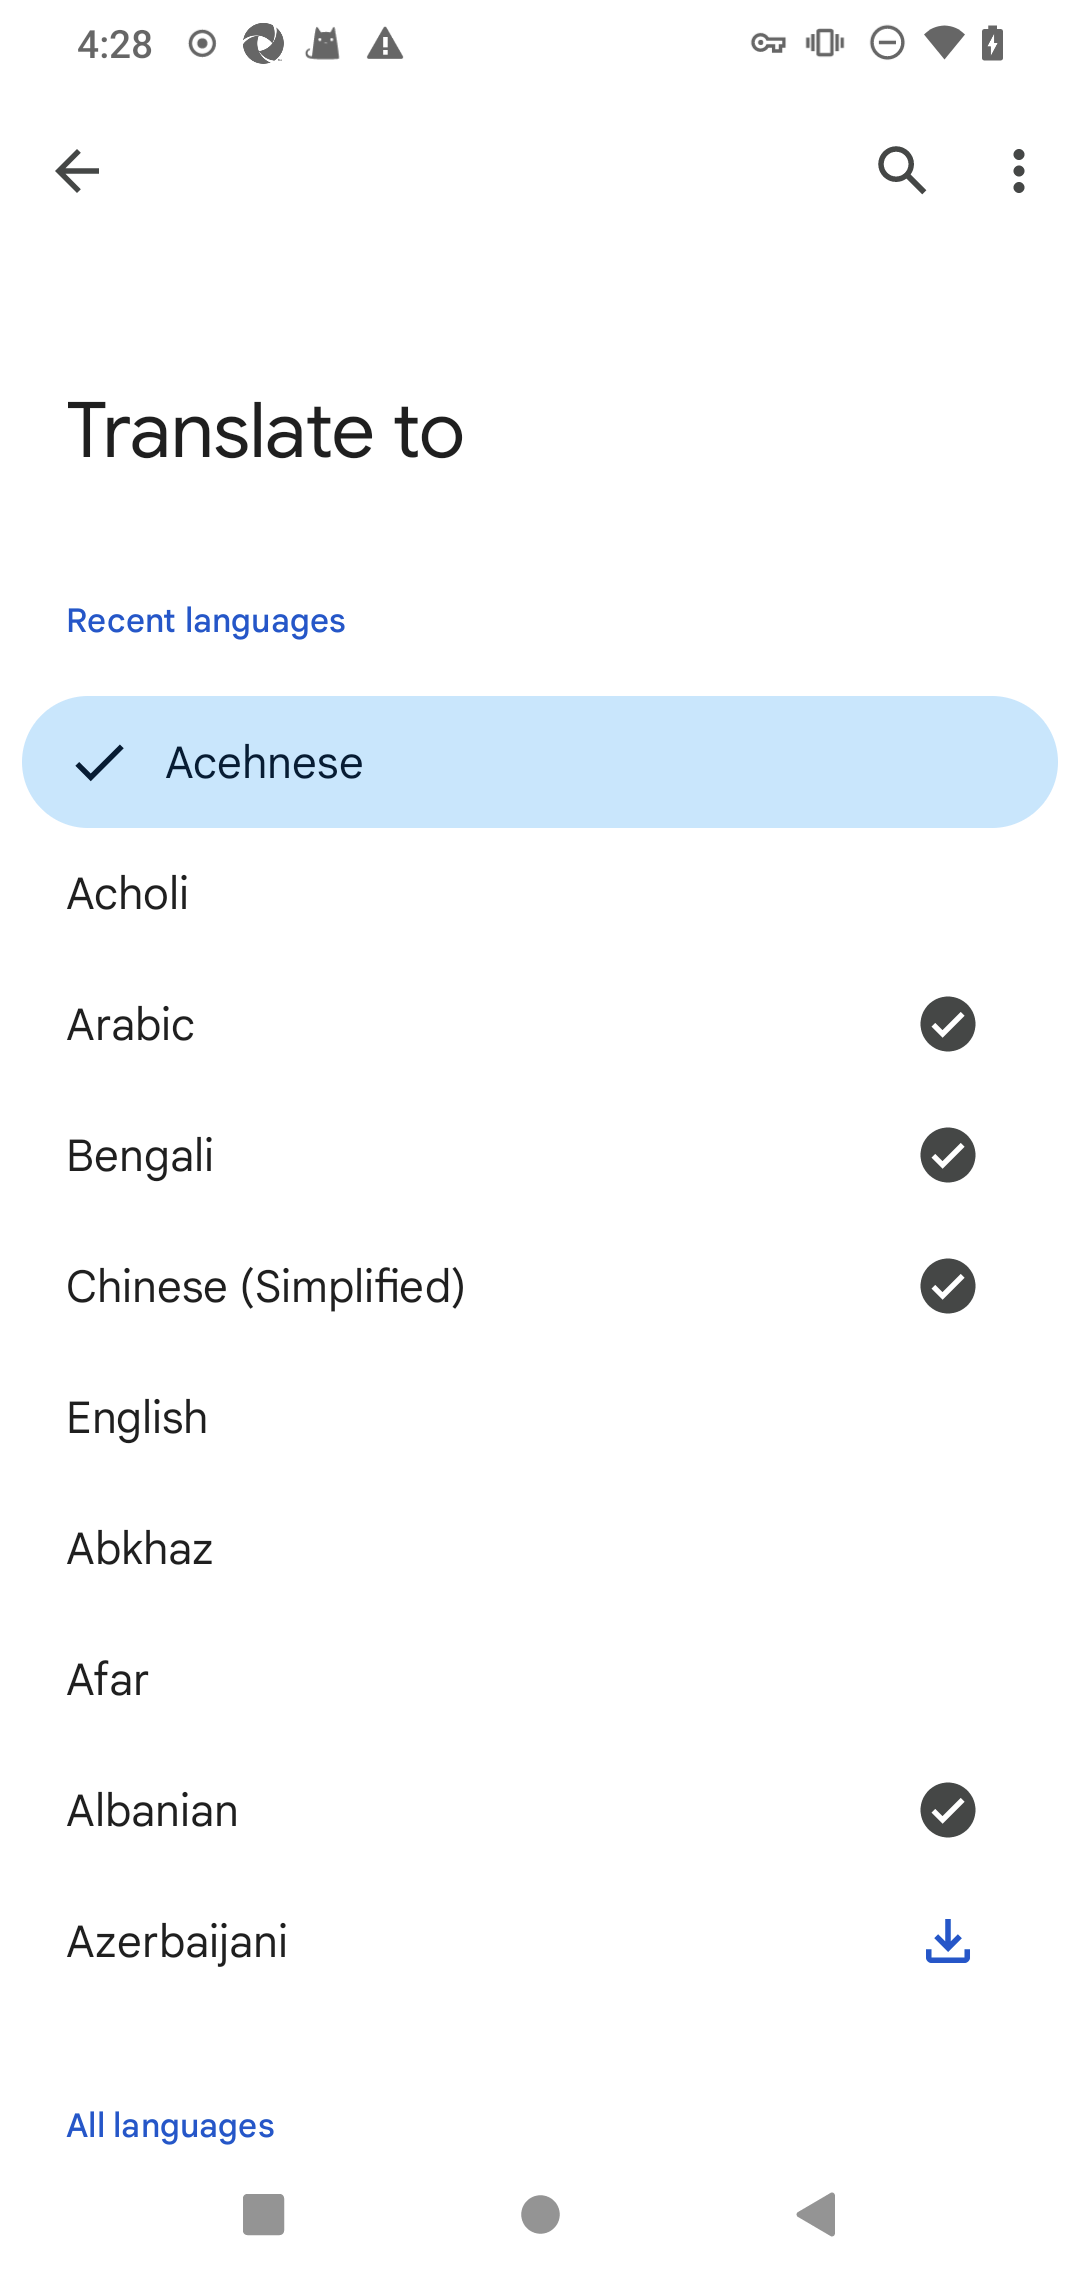 4:28
Translate to
Recent languages
Acehnese
Acholi
Arabic
Bengali
Chinese (Simplified)
English
Abkhaz
Afar
Albanian
Azerbaijani
All languages